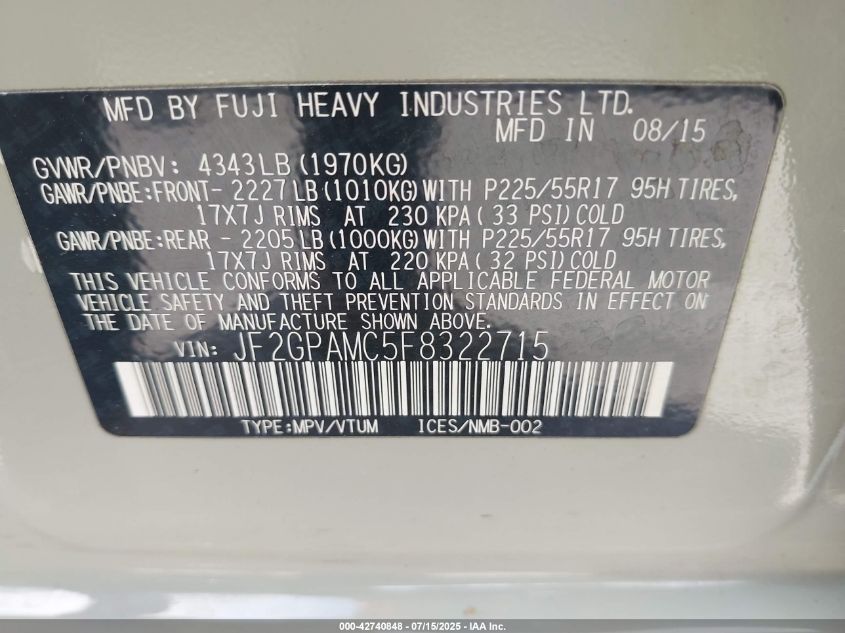 MFD BY FUJI HEAVY INDUSTRIES LTD.
MFD IN 08/15
GVWR/PNBV: 4343LB(1970KG)
GAWR/PNBE:FRONT- 2227LB(1010KG)WITH P225/55R17 95H TIRES,
17X7J RIMS AT 230 KPA(33 PSI)COLD
GAWR/PNBE:REAR - 2205LB(1000KG)WITH P225/55R17 95H TIRES,
17X7J RIMS AT 220 KPA(32 PSI)COLD
THIS VEHICLE CONFORMS TO ALL APPLICABLE FEDERAL MOTOR
VEHICLE SAFETY AND THEFT PREVENTION STANDARDS IN EFFECT ON
THE DATE OF MANUFACTURE SHOWN ABOVE.
VIN: JF2GPAMC5F8322715
TYPE:MPV/VTUM ICES/NMB-002
000-42740848 - 07/15/2025 - IAA Inc.